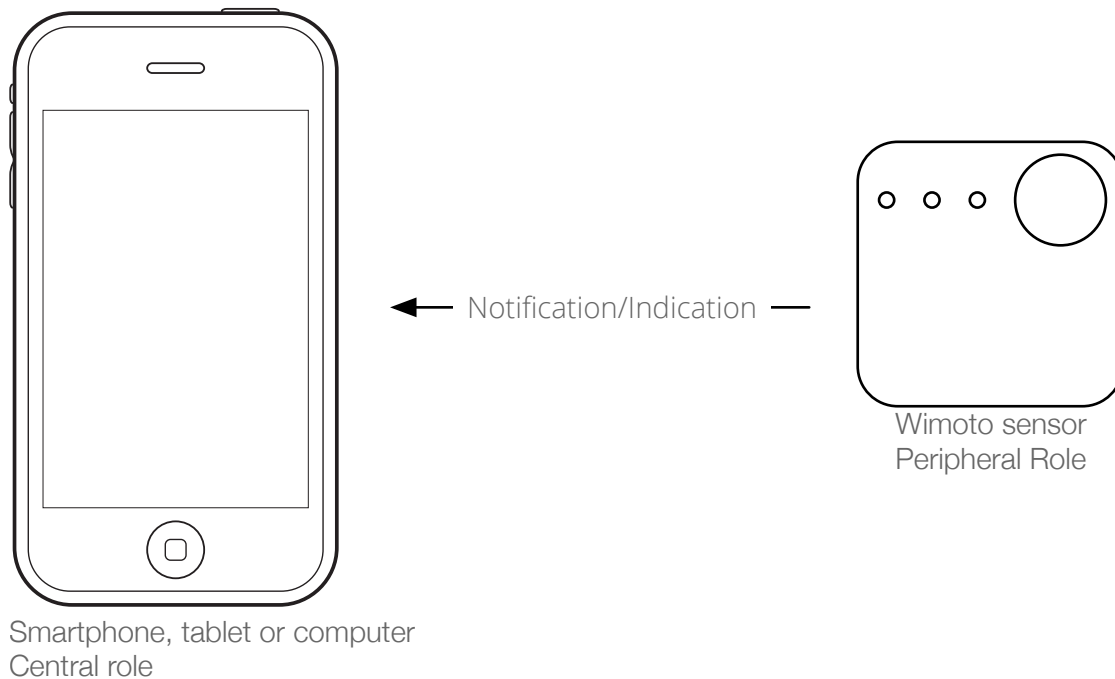 Notification/Indication
Wimoto sensor
Peripheral Role
Smartphone, tablet or computer
Central role